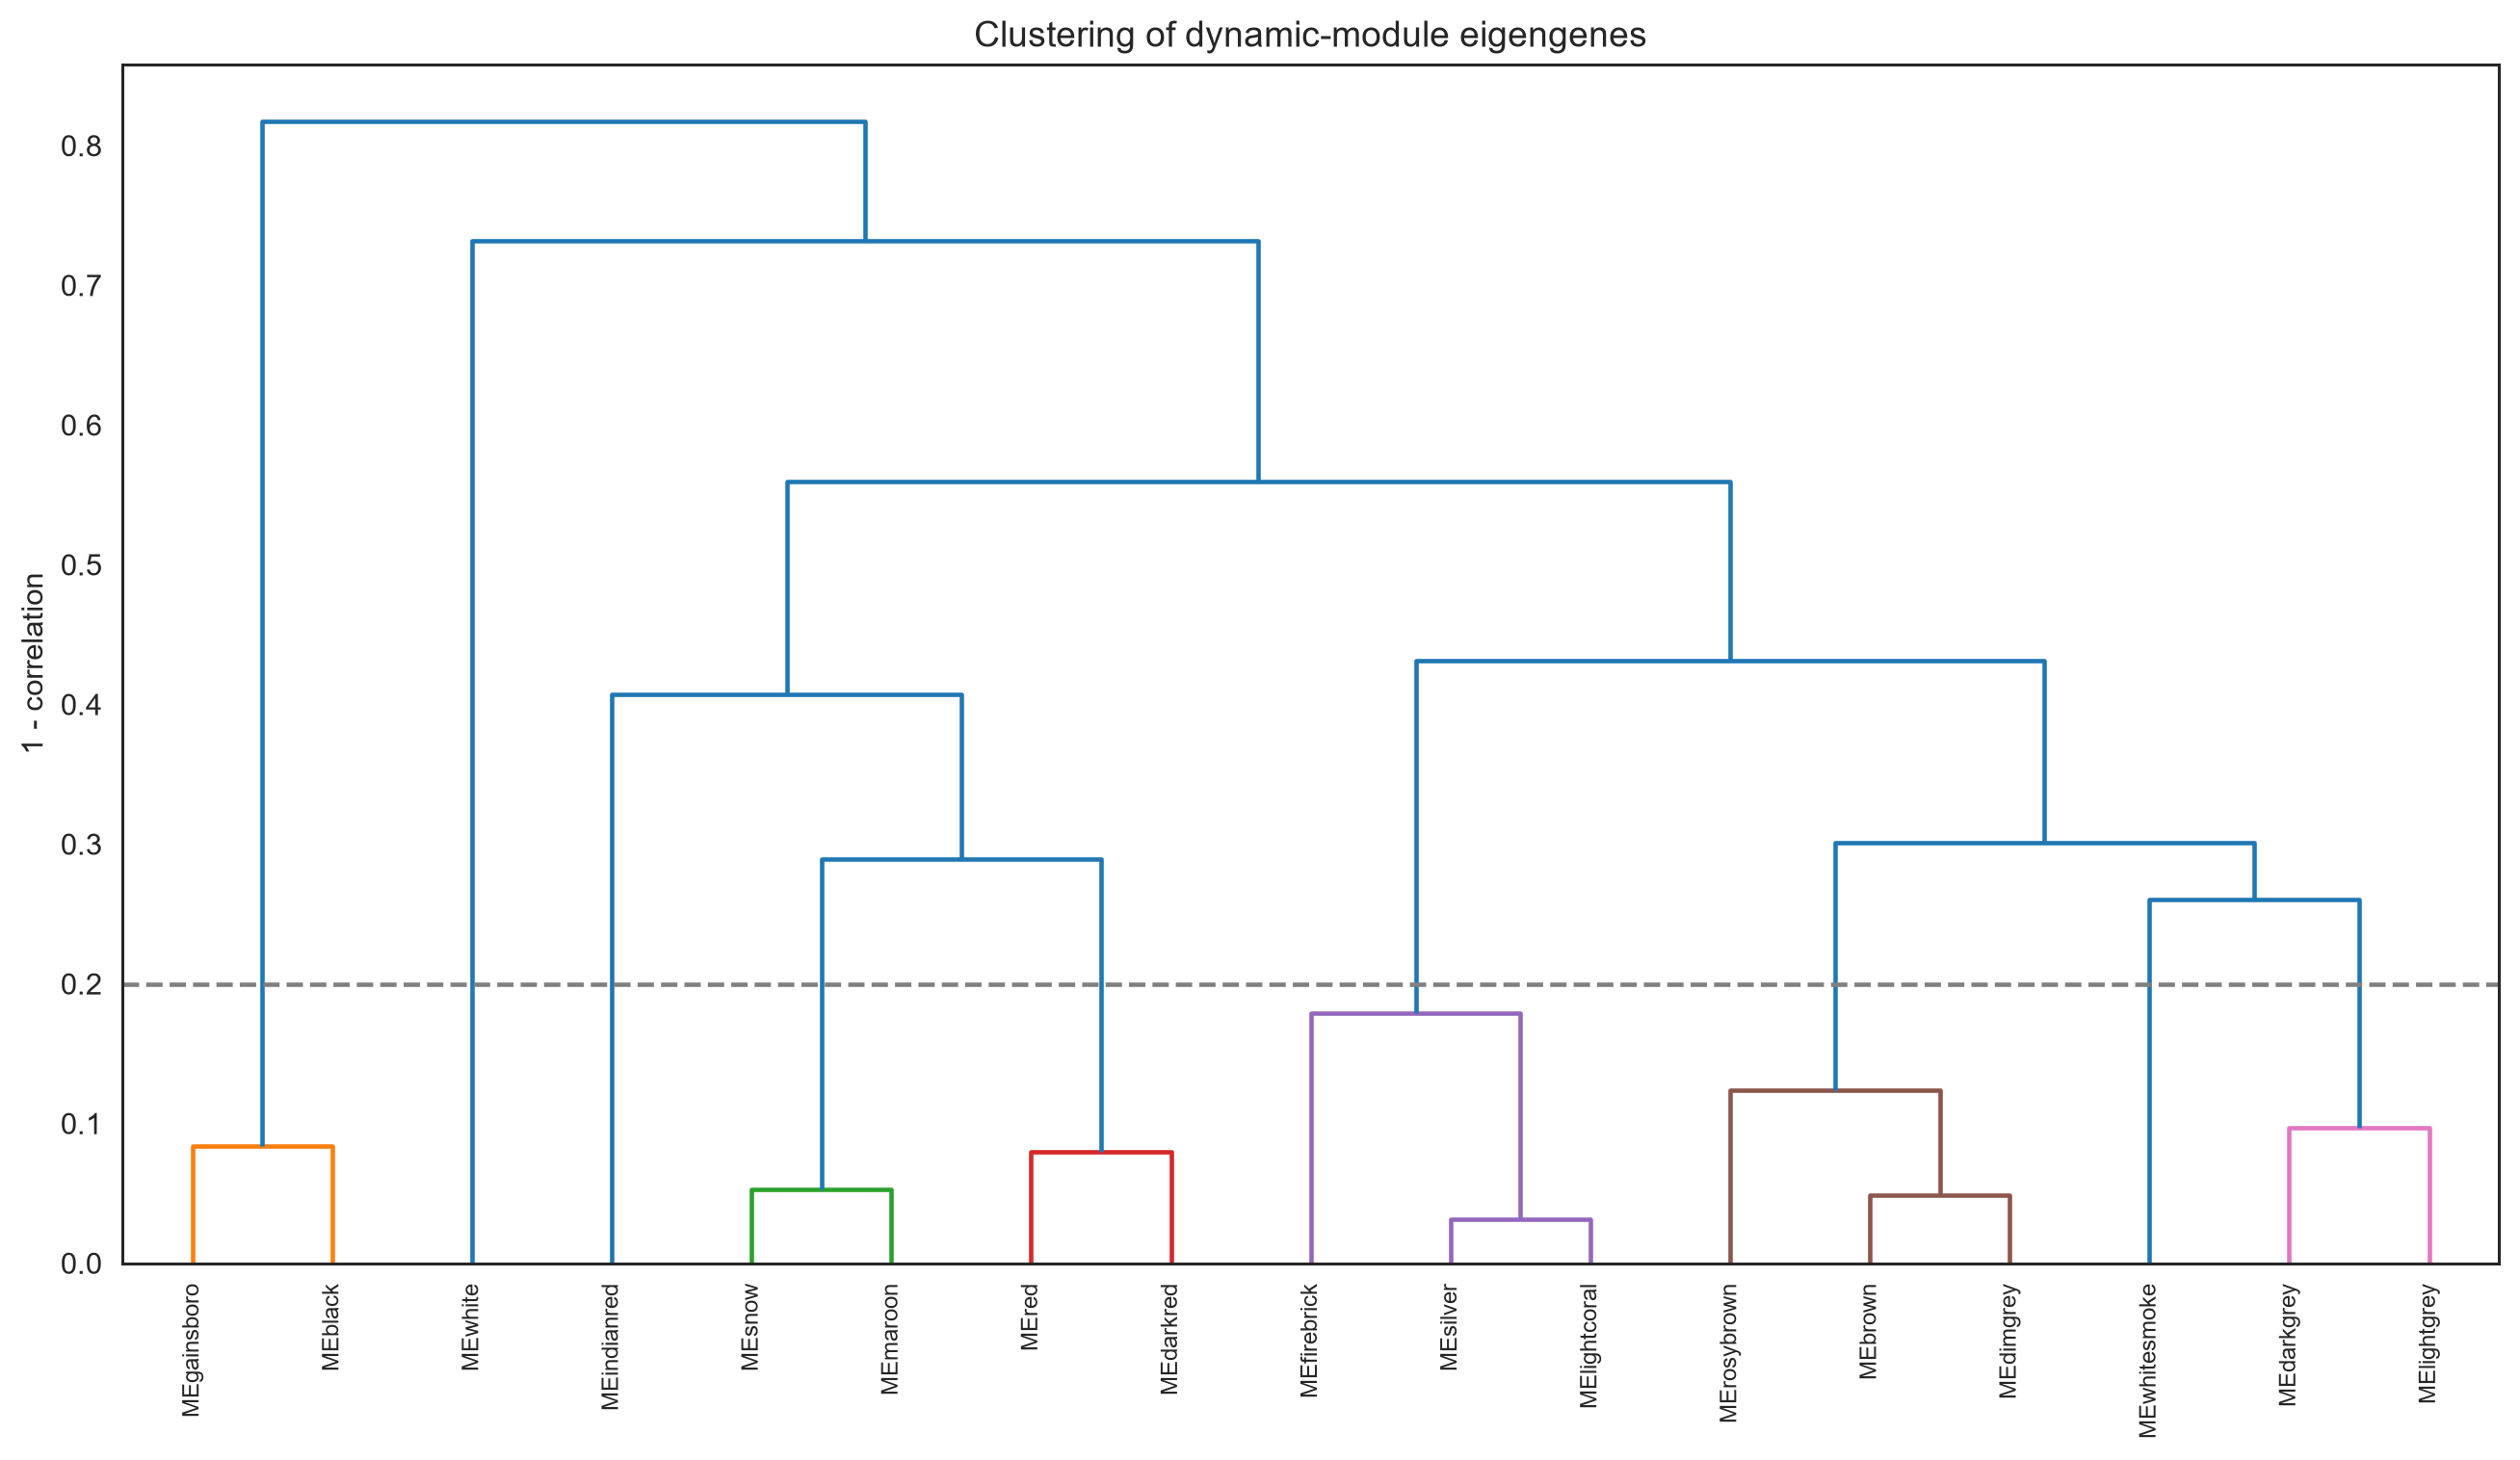 Clustering of dynamic-module eigengenes
1 - correlation
0.8
0.7
0.6
0.5
0.4
0.3
0.2
0.1
0.0
MEgainsboro
MEblack
MEwhite
MEindianred
MEsnow
MEmaroon
MEred
MEdarkred
MEfirebrick
MEsilver
MElightcoral
MErosybrown
MEbrown
MEdimgrey
MEwhitesmoke
MEdarkgrey
MElightgrey